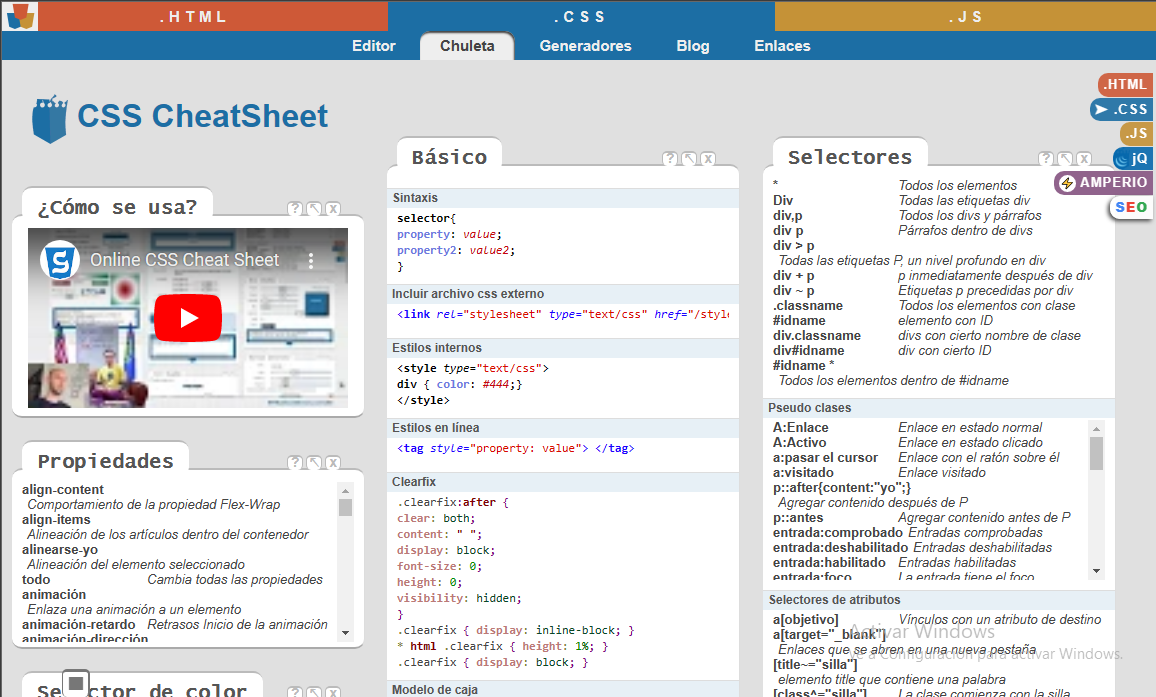 .HTML
.CSS
.JS
Editor
Chuleta
Generadores
Blog
Enlaces
CSS CheatSheet
.HTML
.CSS
.JS
jQ
AMPERIO
SEO
¿Cómo se usa?
Online CSS Cheat Sheet
Propiedades
align-content
Comportamiento de la propiedad Flex-Wrap
align-items
Alineación de los artículos dentro del contenedor
alinearse-yo
Alineación del elemento seleccionado
todo Cambia todas las propiedades
animación
Enlaza una animación a un elemento
animación-retardo Retrasos Inicio de la animación
animación-dirección
Selector de color
Básico
Sintaxis
selector{
property: value;
property2: value2;
}
Incluir archivo css externo
<link rel="stylesheet" type="text/css" href="/style
Estilos internos
<style type="text/css">
div { color: #444;}
</style>
Estilos en línea
<tag style="property: value"> </tag>
Clearfix
.clearfix:after {
clear: both;
content: " ";
display: block;
font-size: 0;
height: 0;
visibility: hidden;
}
.clearfix { display: inline-block; }
* html .clearfix { height: 1%; }
.clearfix { display: block; }
Modelo de caja
Selectores
* Todos los elementos
Div Todas las etiquetas div
div,p Todos los divs y párrafos
div p Párrafos dentro de divs
div > p
Todas las etiquetas P, un nivel profundo en div
div + p p inmediatamente después de div
div ~ p Etiquetas p precedidas por div
.classname Todos los elementos con clase
#idname elemento con ID
div.classname divs con cierto nombre de clase
div#idname div con cierto ID
#idname *
Todos los elementos dentro de #idname
Pseudo clases
A:Enlace Enlace en estado normal
A:Activo Enlace en estado clicado
a:pasar el cursor Enlace con el ratón sobre él
a:visitado Enlace visitado
p::after{content:"yo";}
Agregar contenido después de P
p::antes Agregar contenido antes de P
entrada:comprobado Entradas comprobadas
entrada:deshabilitado Entradas deshabilitadas
entrada:habilitado Entradas habilitadas
entrada:foco La entrada tiene el foco
Selectores de atributos
a[objetivo] Vínculos con un atributo de destino
a[target="_blank"]
Enlaces que se abren en una nueva pestaña
[title~="silla"]
elemento title que contiene una palabra
[class^="silla"] La clase comienza con la silla
Activar Windows
Ve a Configuración para activar Windows.